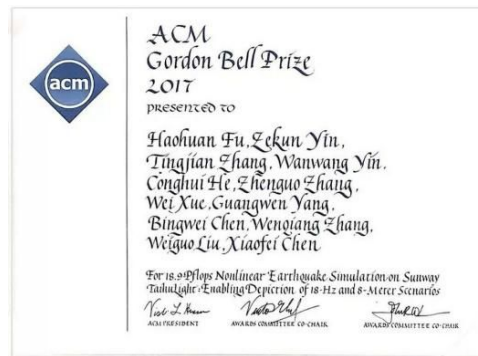 acm
ACM
Gordon Bell Prize
2017
PRESENTED TO
Haohuan Fu, Zekun Yin,
Tingjian Zhang, Wanwang Yin,
Conghui He, Zhenguo Zhang,
Wei Xue, Guangwen Yang,
Bingwei Chen, Wenqiang Zhang,
Weiguo Liu, Xiaofei Chen
For 18.9Pflops Nonlinear Earthquake Simulation on Sunway
TaihuLight: Enabling Depiction of 18-Hz and 8-Meter Scenarios
ACM PRESIDENT AWARDS COMMITTEE CO-CHAIR AWARDS COMMITTEE CO-CHAIR